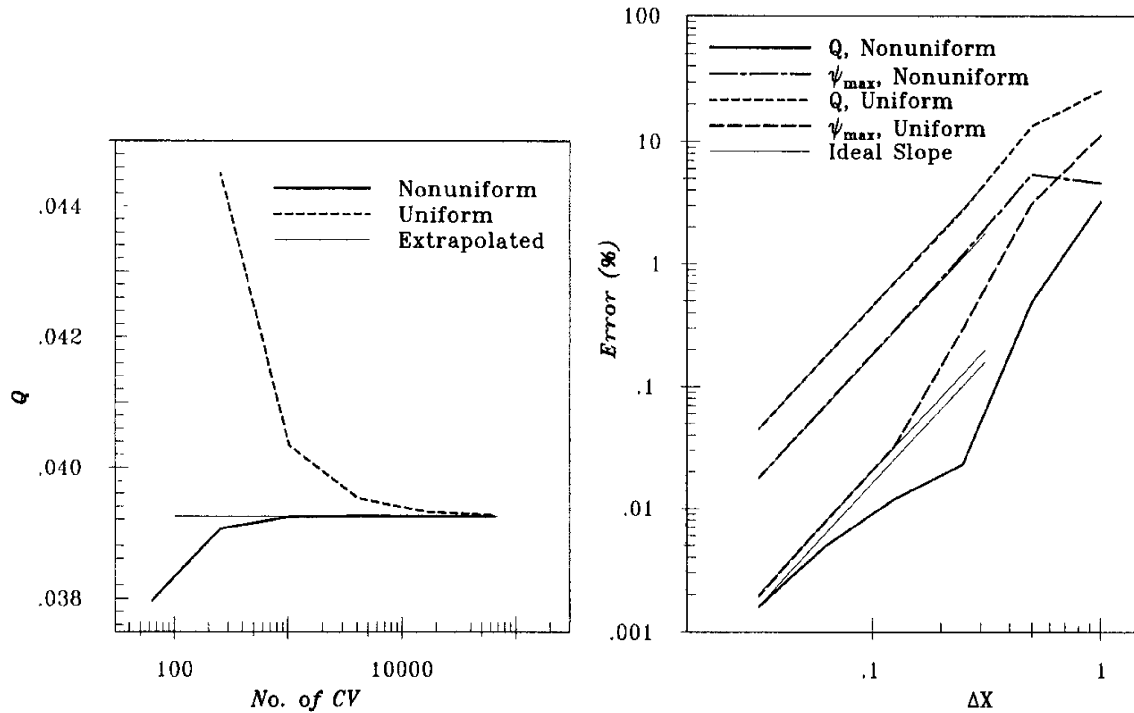 .044
.042
.040
.038
Q
100
10000
No. of CV
Nonuniform
Uniform
Extrapolated
100
10
1
.1
.01
.001
Error (%)
.1
1
ΔX
Q, Nonuniform
ψmax, Nonuniform
Q, Uniform
ψmax, Uniform
Ideal Slope